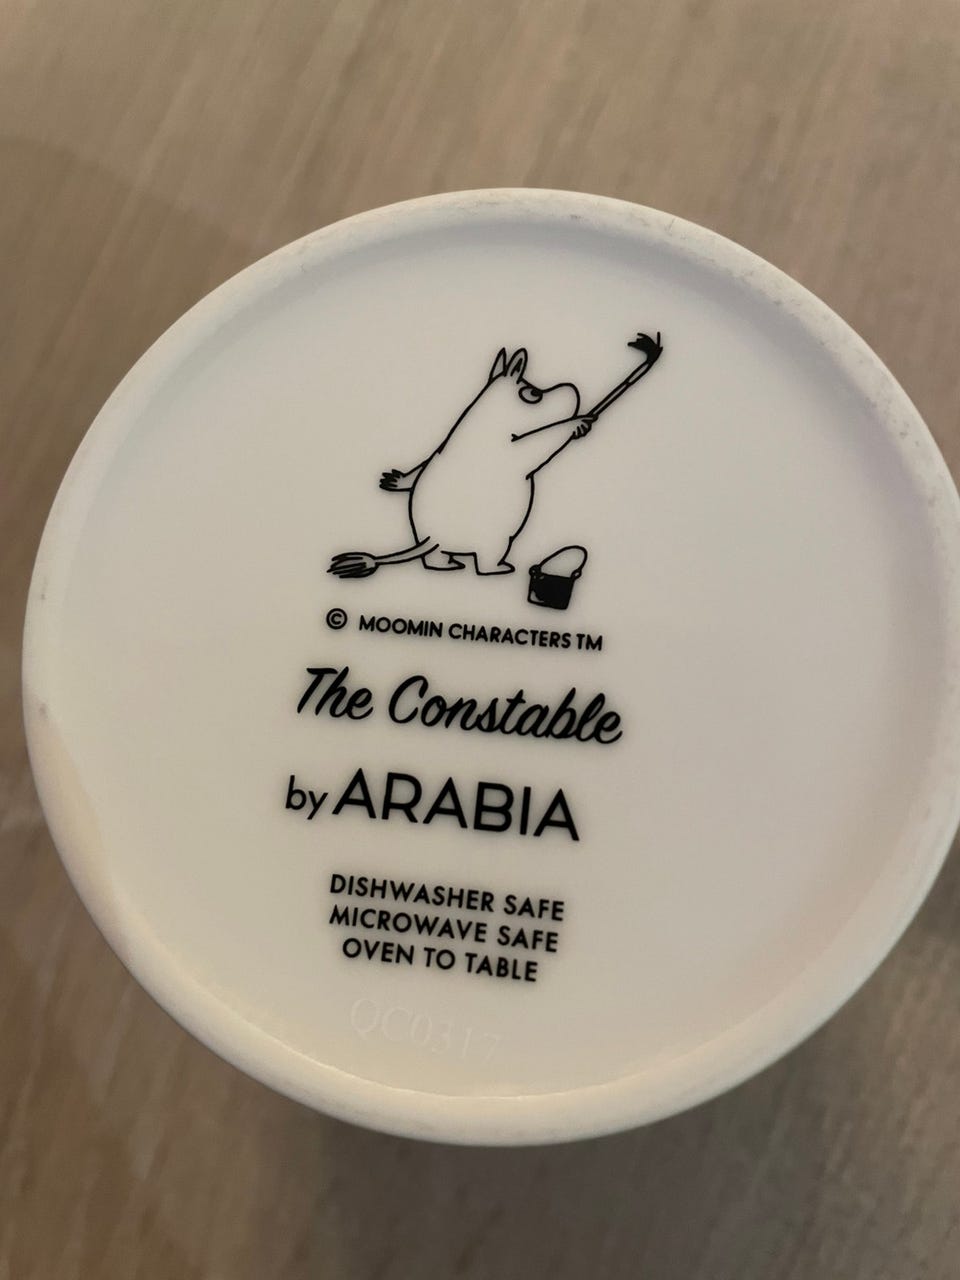 © MOOMIN CHARACTERS TM
The Constable
by ARABIA
DISHWASHER SAFE
MICROWAVE SAFE
OVEN TO TABLE
QC0317